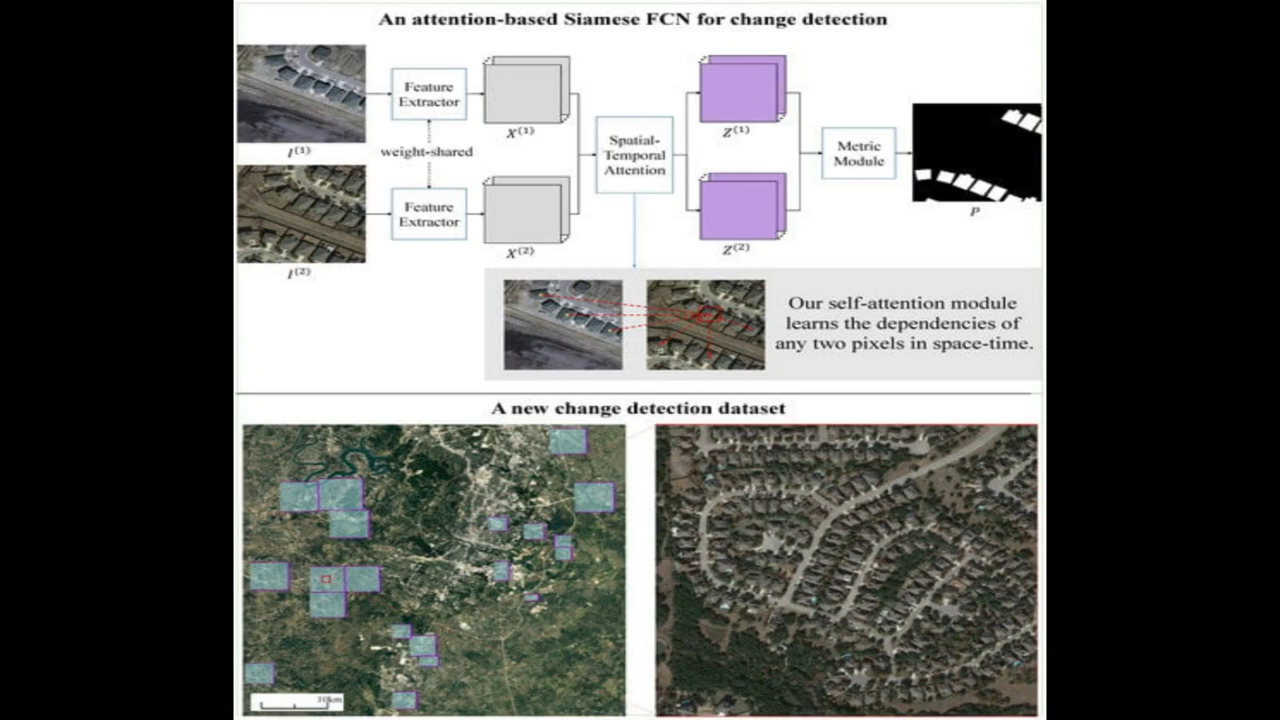 An attention-based Siamese FCN for change detection
Feature
Extractor
X(1)
I(1)
weight-shared
Feature
Extractor
X(2)
I(2)
Spatial-
Temporal
Attention
Z(1)
Z(2)
Metric
Module
P
Our self-attention module
learns the dependencies of
any two pixels in space-time.
A new change detection dataset